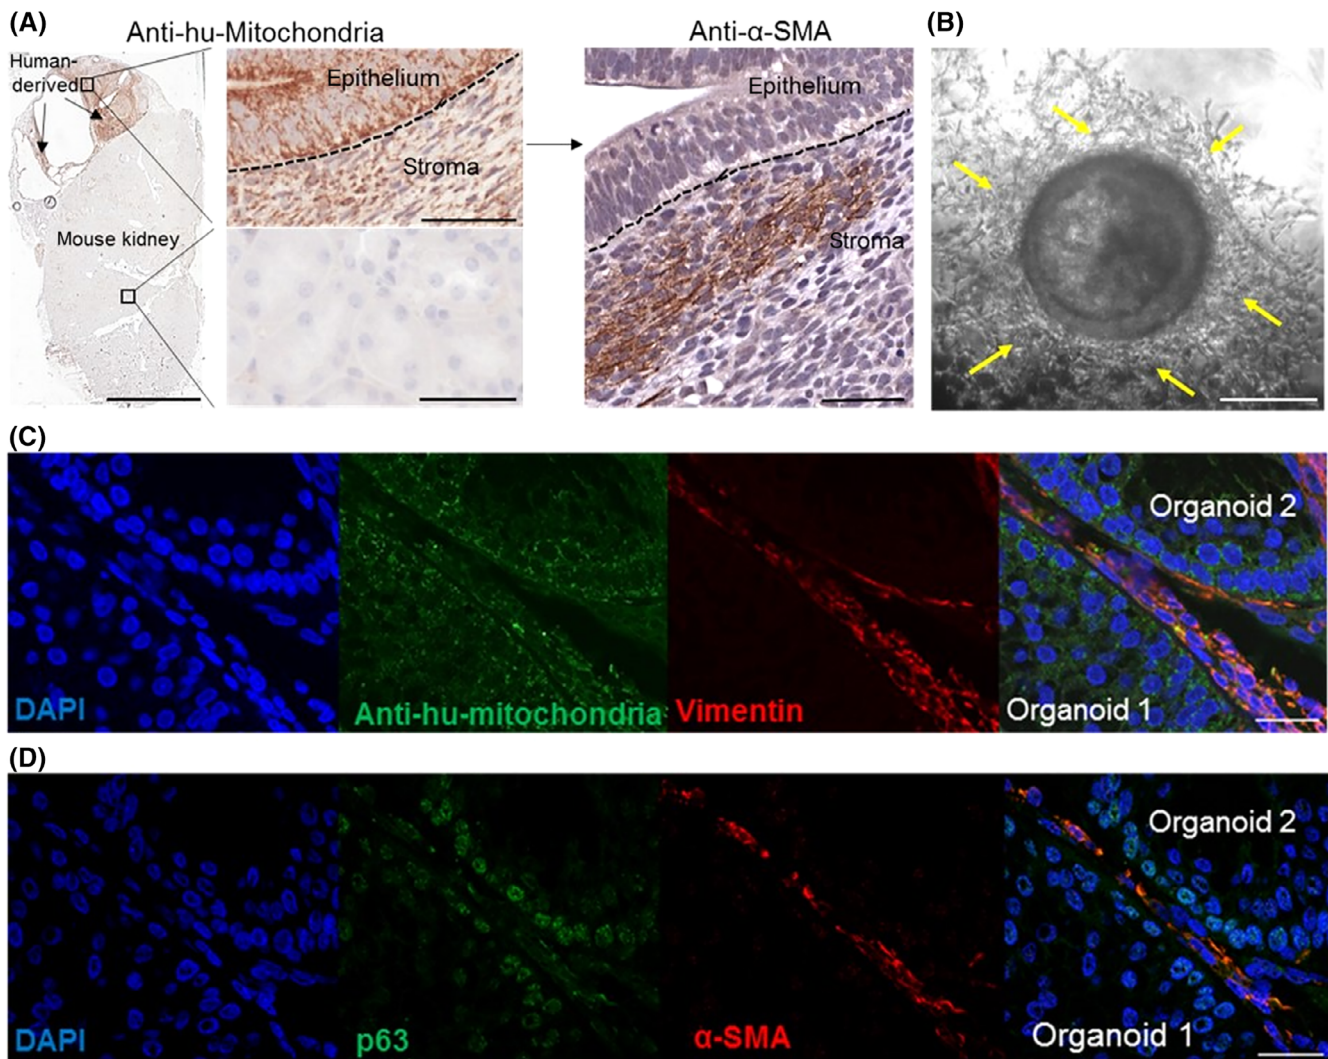 (A)
Anti-hu-Mitochondria
Anti-α-SMA
(B)
Human-
derived
Epithelium
Stroma
Epithelium
Stroma
Mouse kidney
(C)
Organoid 2
DAPI
Anti-hu-mitochondria
Vimentin
Organoid 1
(D)
Organoid 2
DAPI
p63
α-SMA
Organoid 1